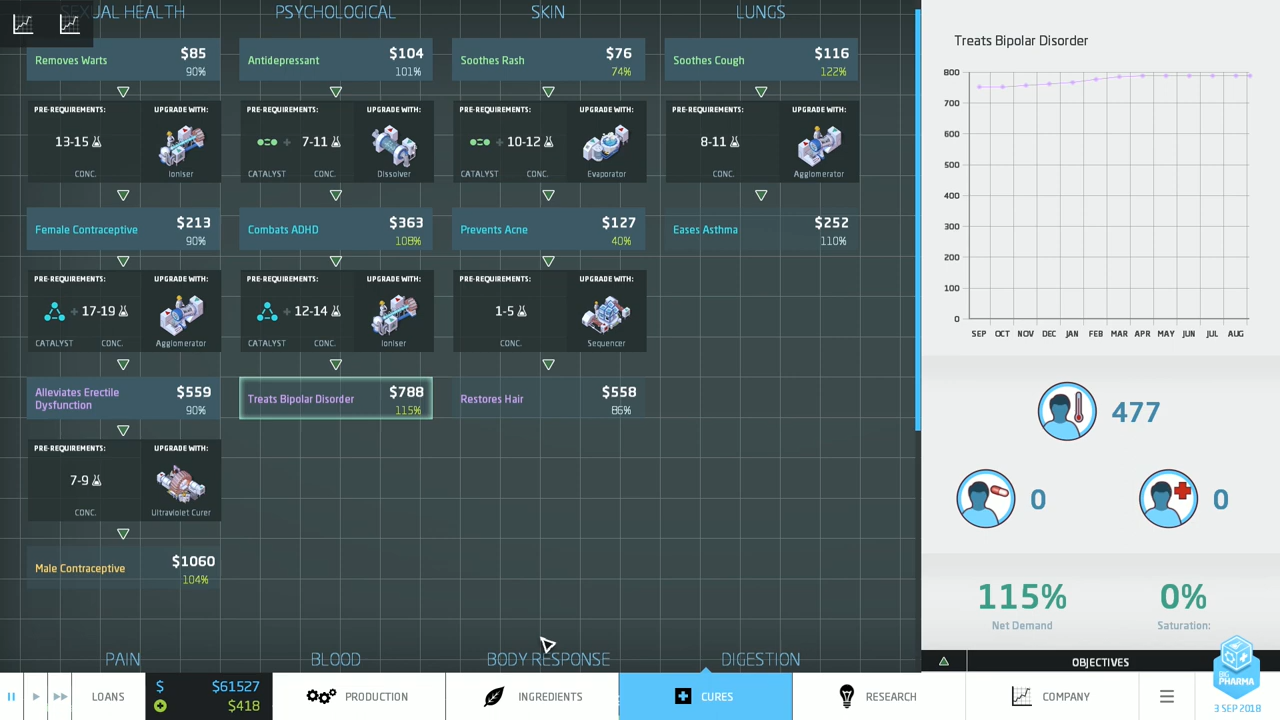 SEXUAL HEALTH
PSYCHOLOGICAL
SKIN
LUNGS
Removes Warts $85 90%
Antidepressant $104 101%
Soothes Rash $76 74%
Soothes Cough $116 122%
PRE-REQUIREMENTS: UPGRADE WITH:
13-15
CONC. Ioniser
PRE-REQUIREMENTS: UPGRADE WITH:
+ 7-11
CATALYST CONC. Dissolver
PRE-REQUIREMENTS: UPGRADE WITH:
+ 10-12
CATALYST CONC. Evaporator
PRE-REQUIREMENTS: UPGRADE WITH:
8-11
CONC. Agglomerator
Female Contraceptive $213 90%
Combats ADHD $363 108%
Prevents Acne $127 40%
Eases Asthma $252 110%
PRE-REQUIREMENTS: UPGRADE WITH:
+ 17-19
CATALYST CONC. Agglomerator
PRE-REQUIREMENTS: UPGRADE WITH:
+ 12-14
CATALYST CONC. Ioniser
PRE-REQUIREMENTS: UPGRADE WITH:
1-5
CONC. Sequencer
Alleviates Erectile
Dysfunction $559 90%
Treats Bipolar Disorder $788 115%
Restores Hair $558 86%
PRE-REQUIREMENTS: UPGRADE WITH:
7-9
CONC. Ultraviolet Curer
Male Contraceptive $1060 104%
PAIN
BLOOD
BODY RESPONSE
DIGESTION
Treats Bipolar Disorder
800
700
600
500
400
300
200
100
0
SEP OCT NOV DEC JAN FEB MAR APR MAY JUN JUL AUG
477
0 0
115% 0%
Net Demand Saturation:
OBJECTIVES
LOANS
$ $61527
$418
PRODUCTION
INGREDIENTS
CURES
RESEARCH
COMPANY
BIG PHARMA
3 SEP 2018